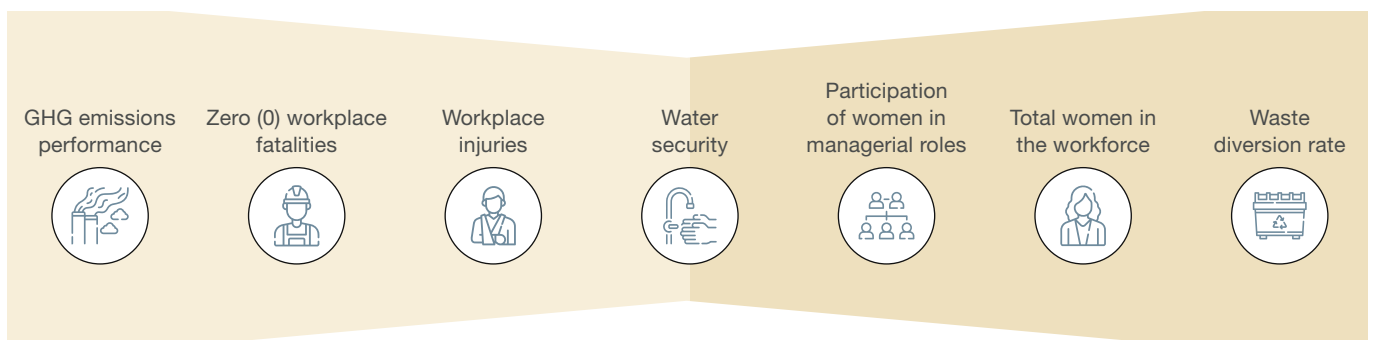 GHG emissions
performance
Zero (0) workplace
fatalities
Workplace
injuries
Water
security
Participation
of women in
managerial roles
Total women in
the workforce
Waste
diversion rate